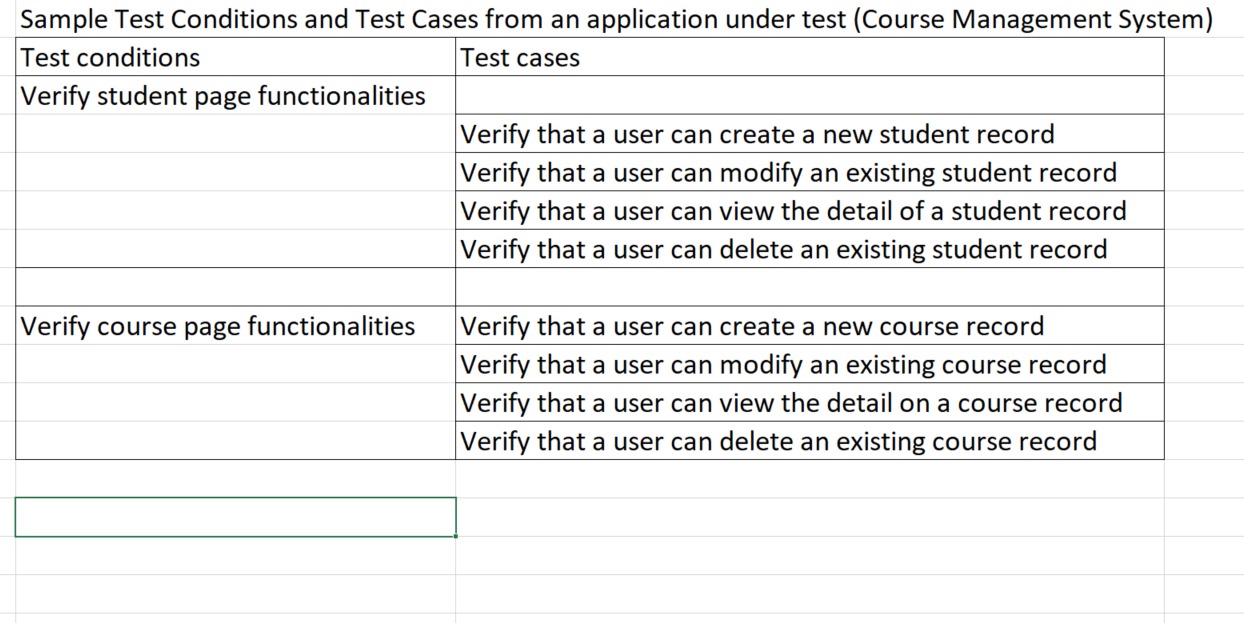 Sample Test Conditions and Test Cases from an application under test (Course Management System)
Test conditions Test cases
Verify student page functionalities
Verify that a user can create a new student record
Verify that a user can modify an existing student record
Verify that a user can view the detail of a student record
Verify that a user can delete an existing student record
Verify course page functionalities Verify that a user can create a new course record
Verify that a user can modify an existing course record
Verify that a user can view the detail on a course record
Verify that a user can delete an existing course record